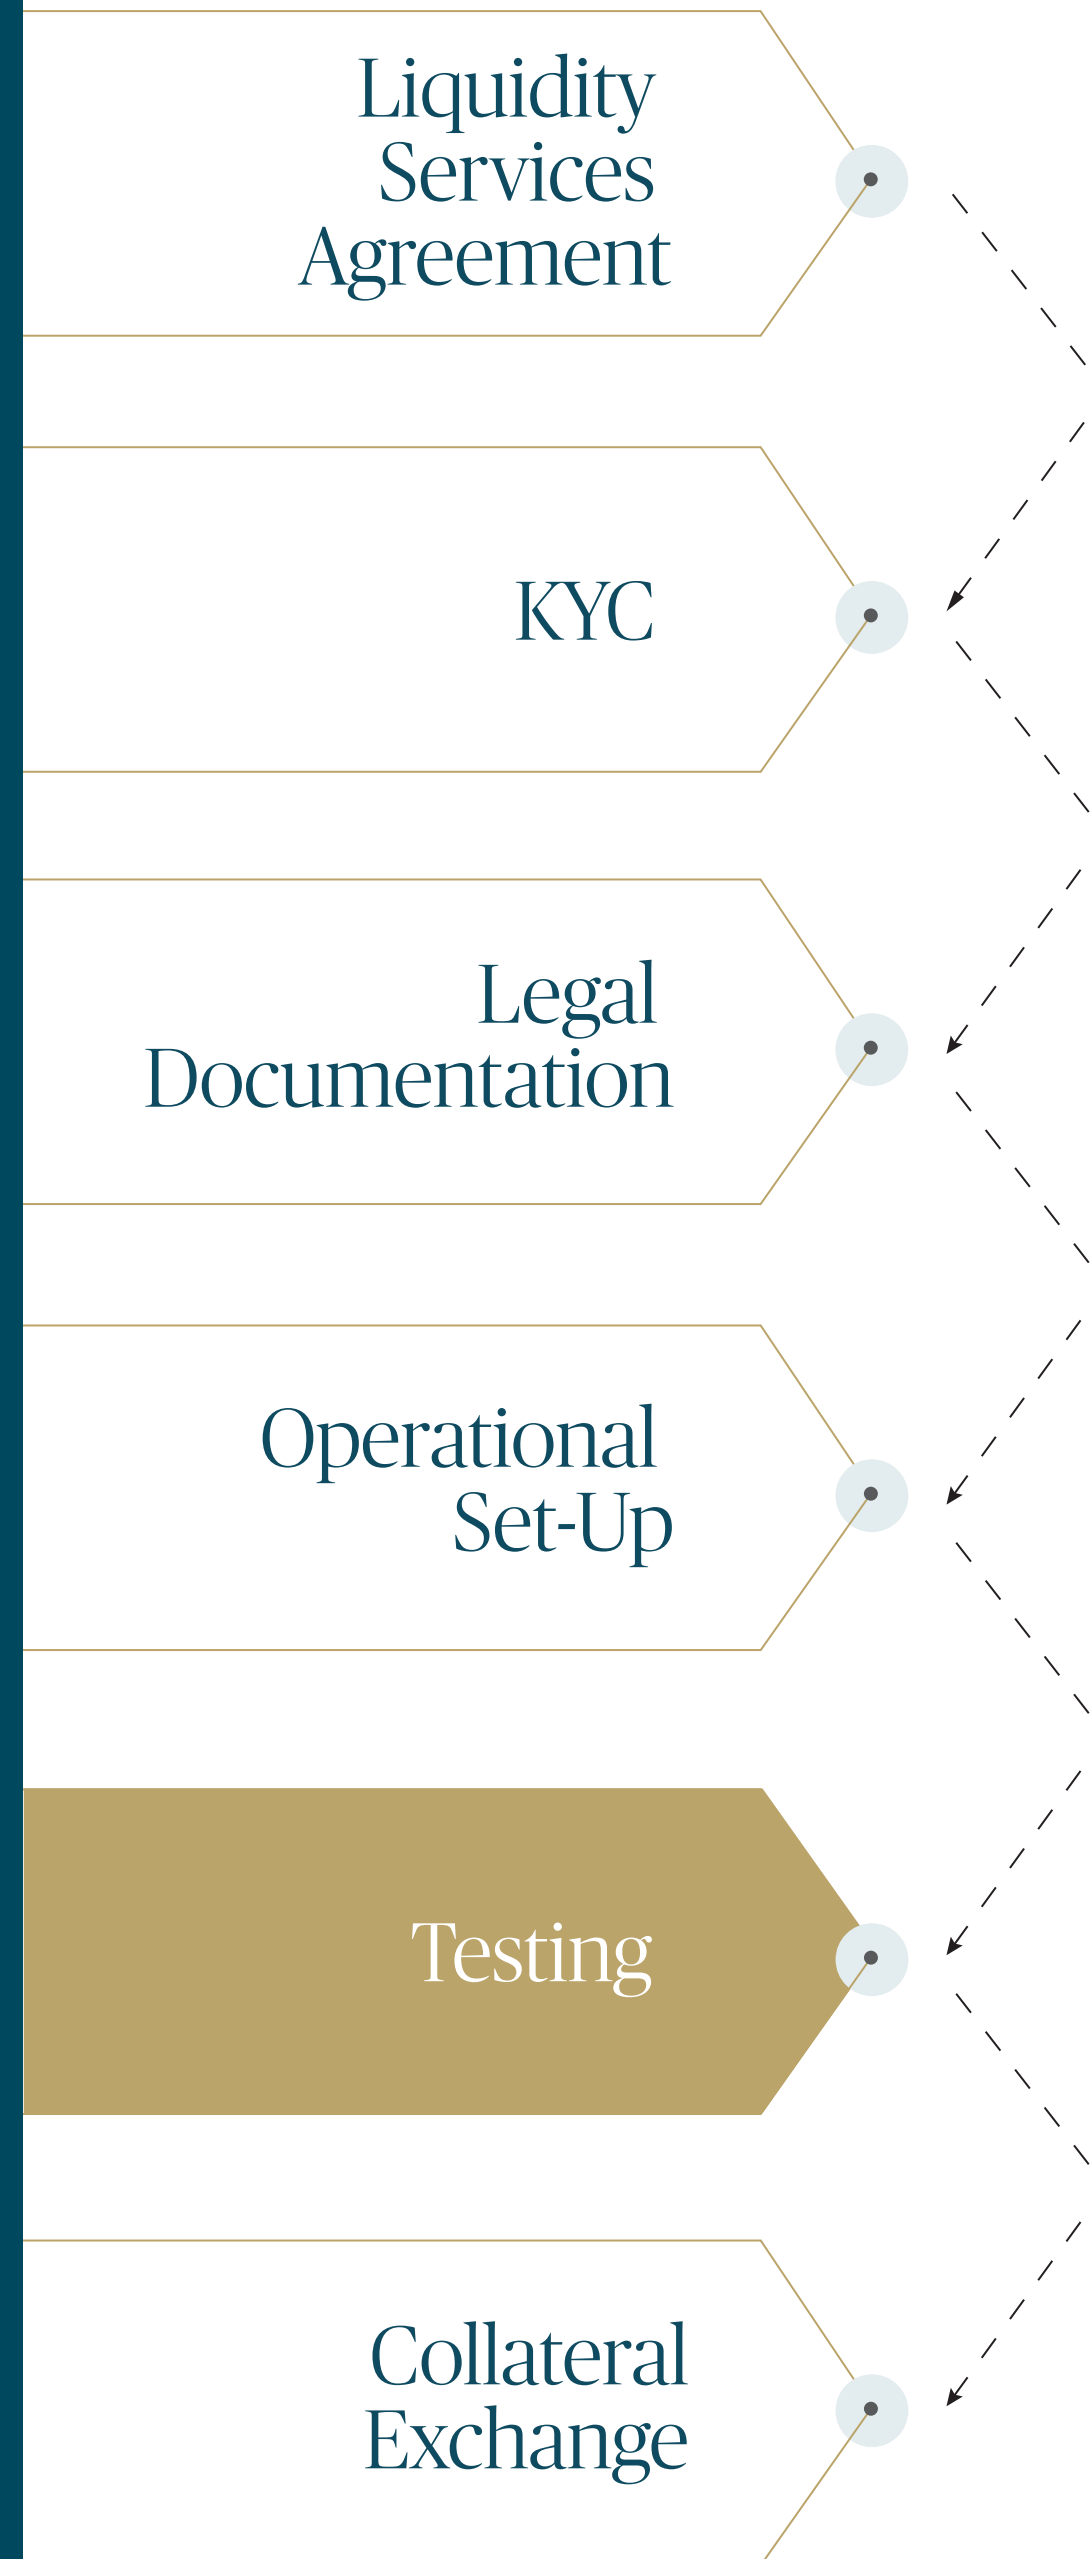 Liquidity
Services
Agreement
KYC
Legal
Documentation
Operational
Set-Up
Testing
Collateral
Exchange